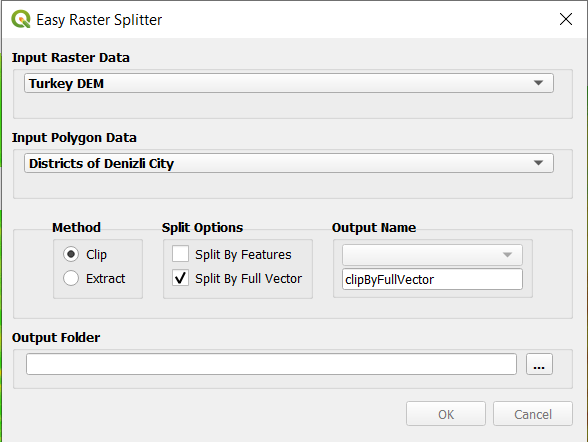 Easy Raster Splitter
Input Raster Data
Turkey DEM
Input Polygon Data
Districts of Denizli City
Method
Split Options
Output Name
Clip
Split By Features
Extract
Split By Full Vector
clipByFullVector
Output Folder
...
OK
Cancel